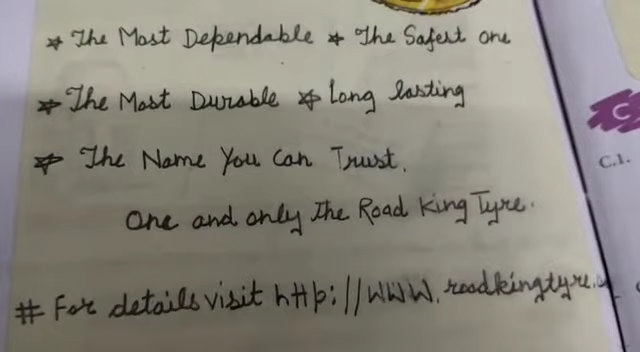 ☆ The Most Dependable ☆ The Safest one
☆ The Most Durable ☆ Long lasting
☆ The Name You Can Trust.
One and only The Road King Tyre.
# For details visit http://www.roadkingtyre.
C
C.1.